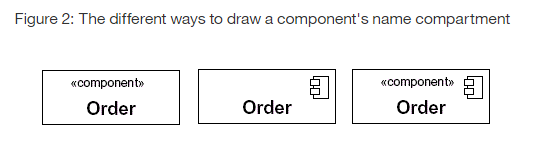 Figure 2: The different ways to draw a component's name compartment
«component» «component»
Order Order Order